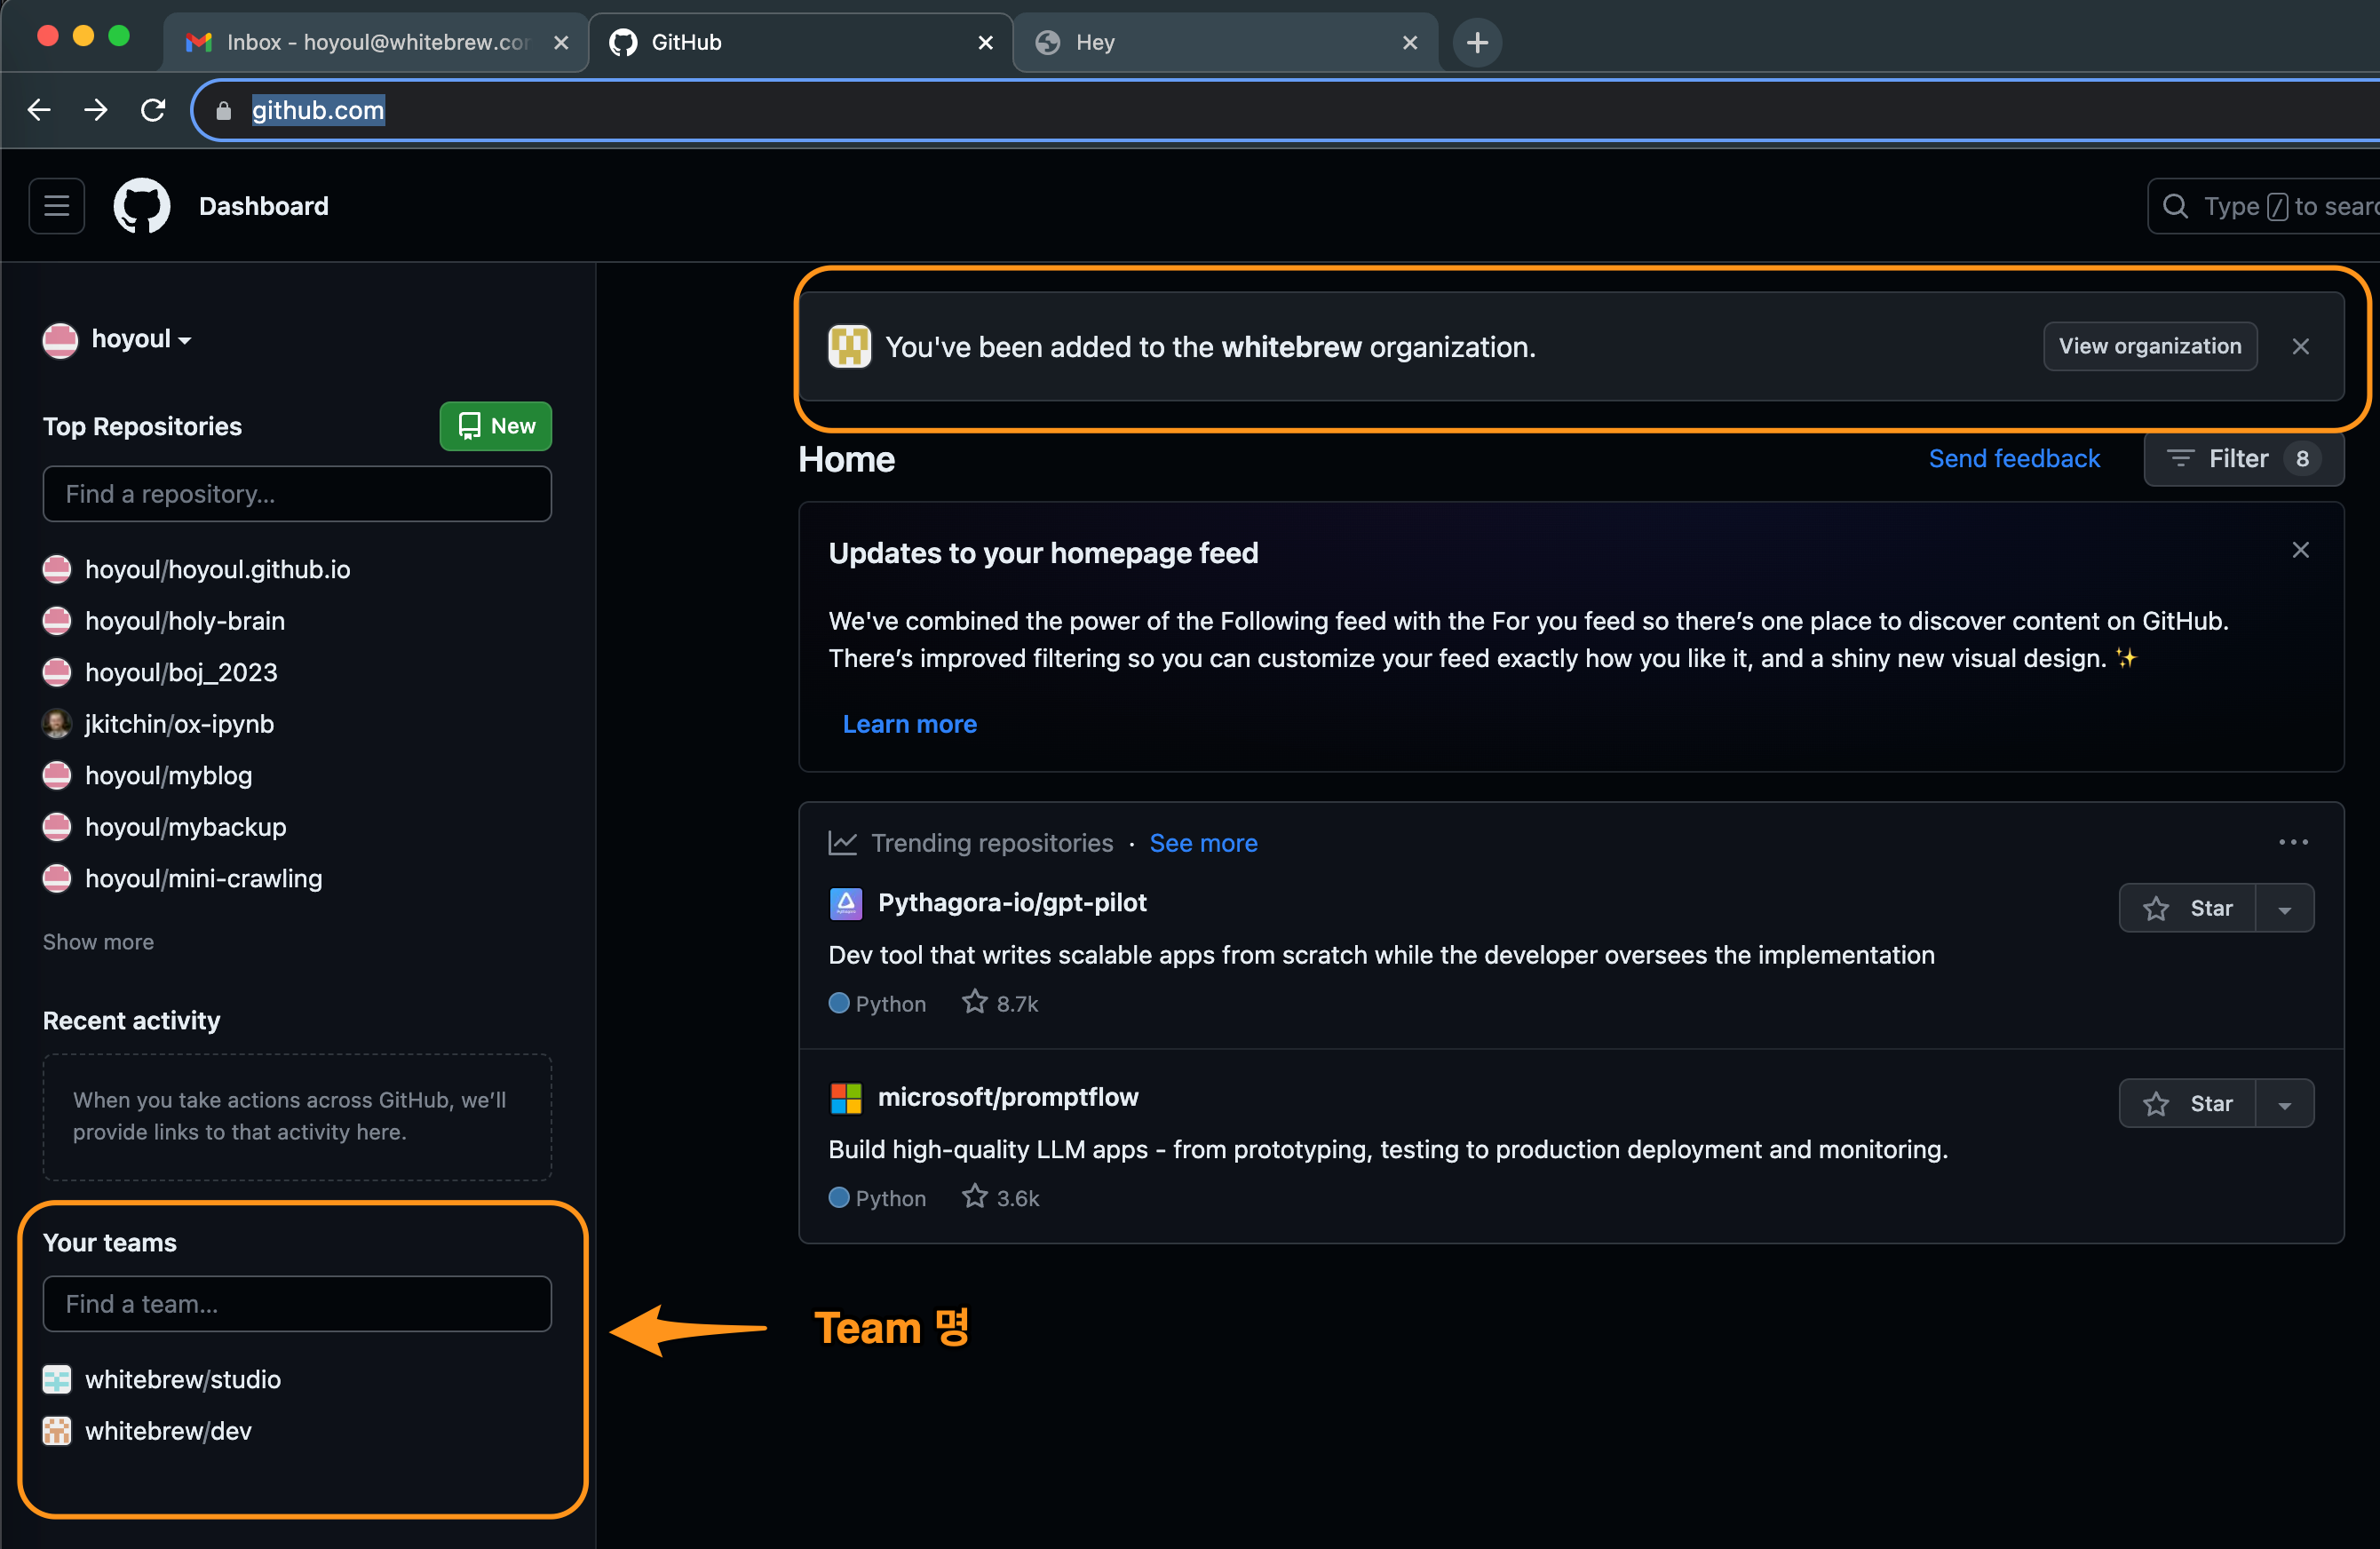 Inbox - hoyoul@whitebrew.co
GitHub
Hey
github.com
Dashboard
Type / to sear
hoyoul
Top Repositories
New
Find a repository...
hoyoul/hoyoul.github.io
hoyoul/holy-brain
hoyoul/boj_2023
jkitchin/ox-ipynb
hoyoul/myblog
hoyoul/mybackup
hoyoul/mini-crawling
Show more
Recent activity
When you take actions across GitHub, we’ll
provide links to that activity here.
Your teams
Find a team...
whitebrew/studio
whitebrew/dev
You've been added to the whitebrew organization.
View organization
Home
Send feedback
Filter 8
Updates to your homepage feed
We've combined the power of the Following feed with the For you feed so there’s one place to discover content on GitHub.
There’s improved filtering so you can customize your feed exactly how you like it, and a shiny new visual design. ✨
Learn more
Trending repositories · See more
Pythagora-io/gpt-pilot
Star
Dev tool that writes scalable apps from scratch while the developer oversees the implementation
Python 8.7k
microsoft/promptflow
Star
Build high-quality LLM apps - from prototyping, testing to production deployment and monitoring.
Python 3.6k
Team 명